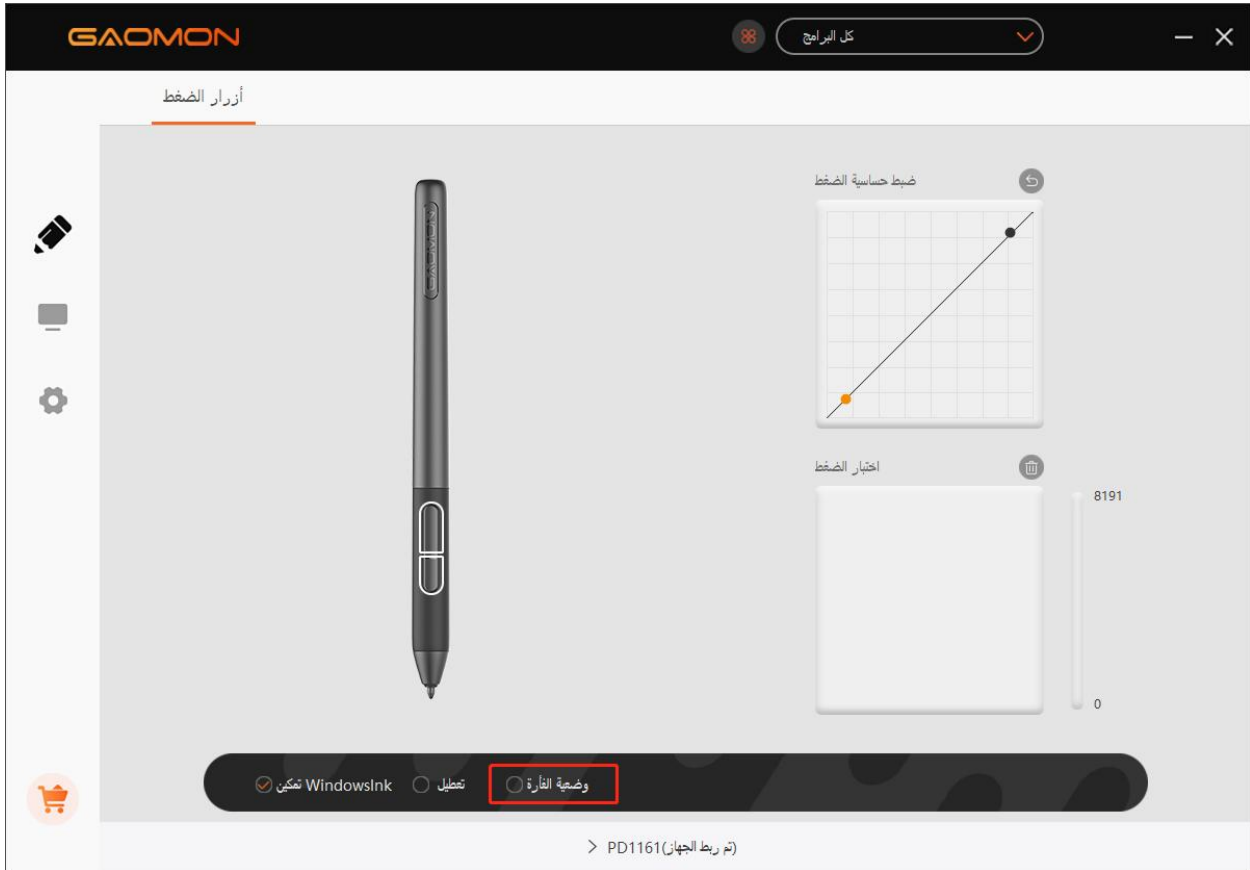 GAOMON
كل البرامج
أزرار الضغط
ضبط حساسية الضغط
GAOMON
اختبار الضغط
8191
0
تمكين WindowsInk
تعطيل
وضعية الفأرة
PD1161(تم ربط الجهاز)